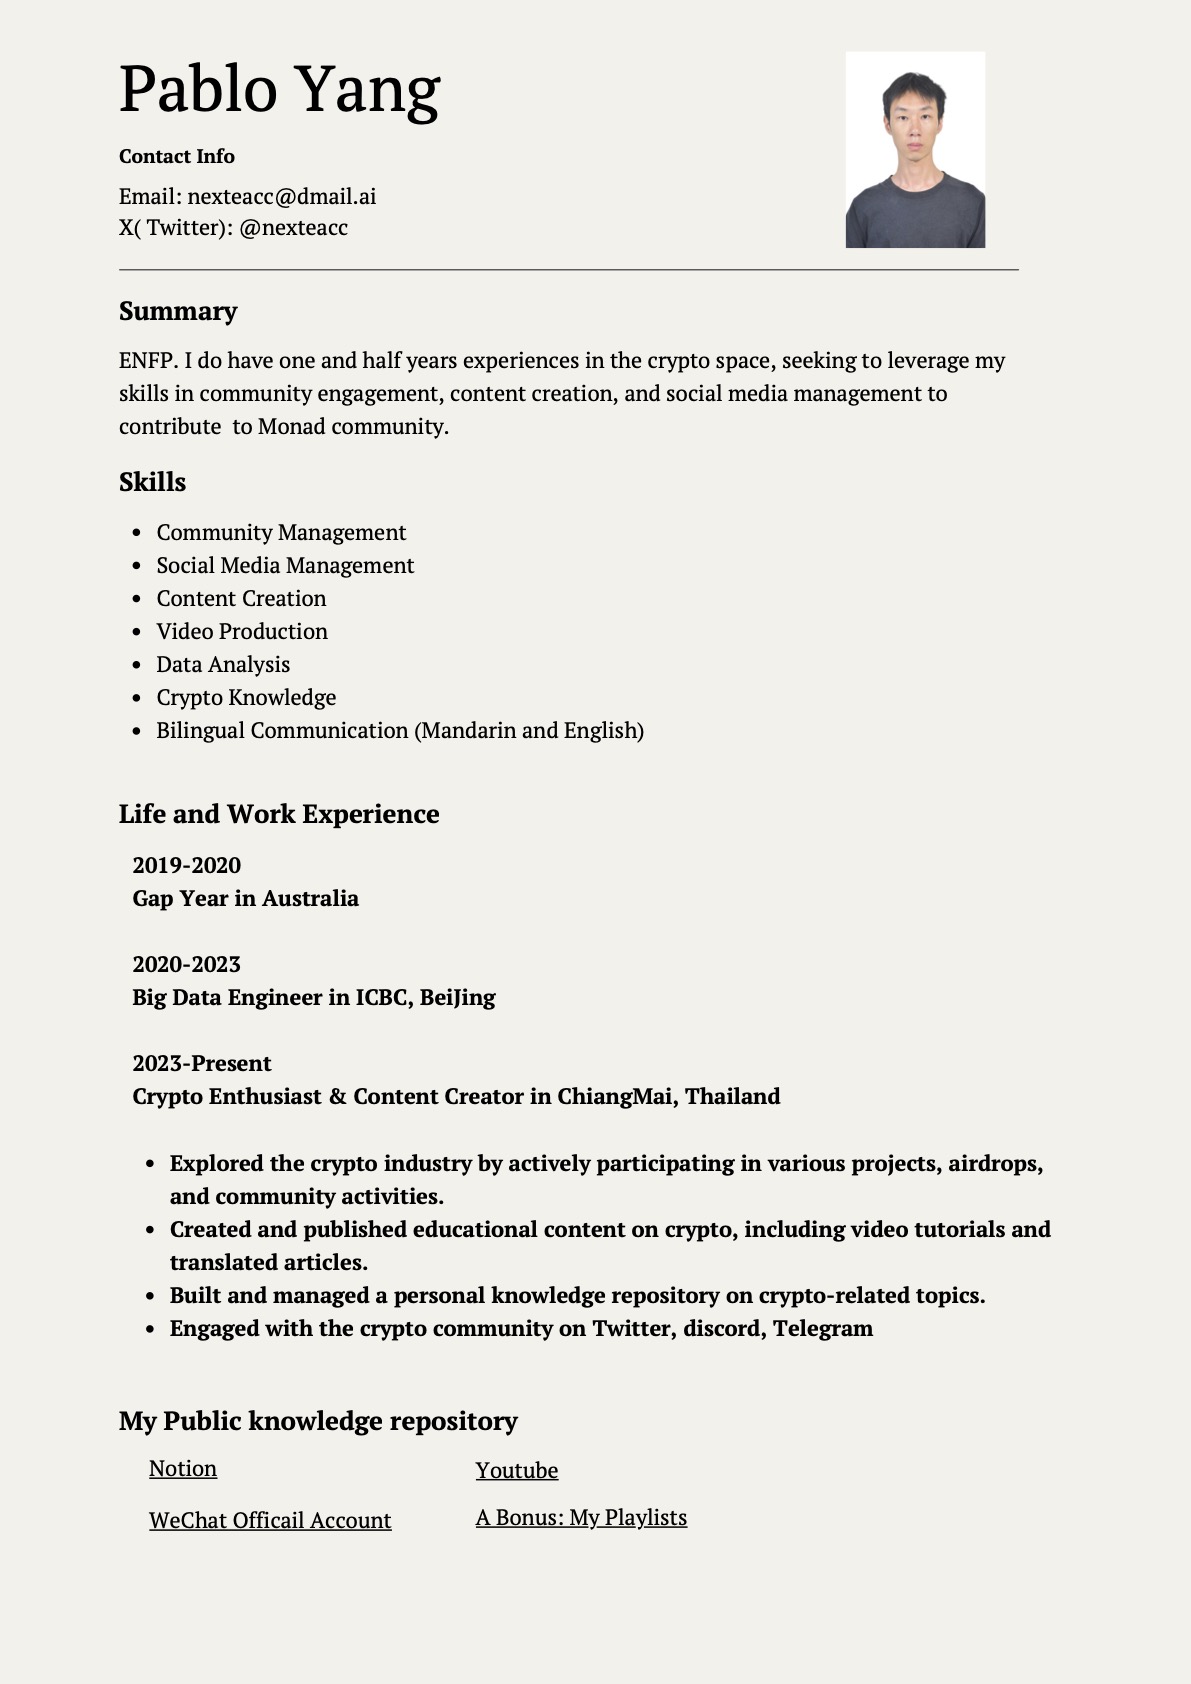 Pablo Yang
Contact Info
Email: nexteacc@dmail.ai
X( Twitter): @nexteacc
Summary
ENFP. I do have one and half years experiences in the crypto space, seeking to leverage my
skills in community engagement, content creation, and social media management to
contribute  to Monad community.
Skills
• Community Management
• Social Media Management
• Content Creation
• Video Production
• Data Analysis
• Crypto Knowledge
• Bilingual Communication (Mandarin and English)
Life and Work Experience
2019-2020
Gap Year in Australia
2020-2023
Big Data Engineer in ICBC, BeiJing
2023-Present
Crypto Enthusiast & Content Creator in ChiangMai, Thailand
• Explored the crypto industry by actively participating in various projects, airdrops,
and community activities.
• Created and published educational content on crypto, including video tutorials and
translated articles.
• Built and managed a personal knowledge repository on crypto-related topics.
• Engaged with the crypto community on Twitter, discord, Telegram
My Public knowledge repository
Notion
Youtube
WeChat Officail Account
A Bonus: My Playlists